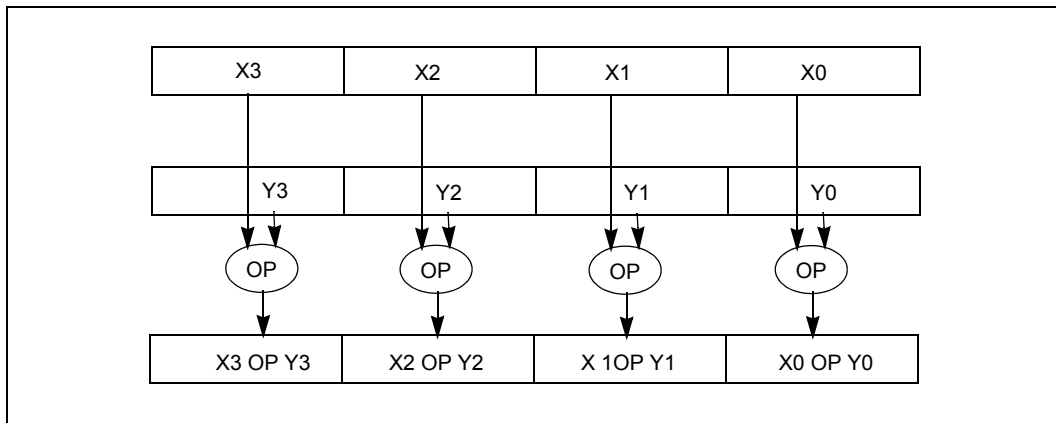 X3 X2 X1 X0
Y3 Y2 Y1 Y0
OP OP OP OP
X3 OP Y3 X2 OP Y2 X 1OP Y1 X0 OP Y0